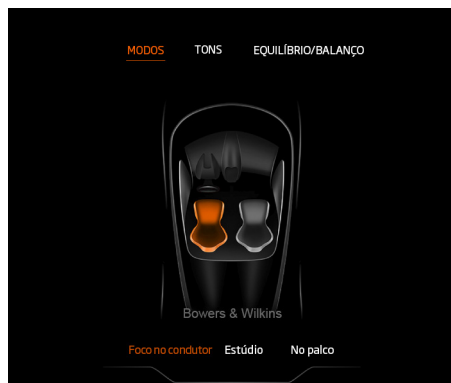 MODOS TONS EQUILÍBRIO/BALANÇO
Bowers & Wilkins
Foco no condutor Estúdio No palco